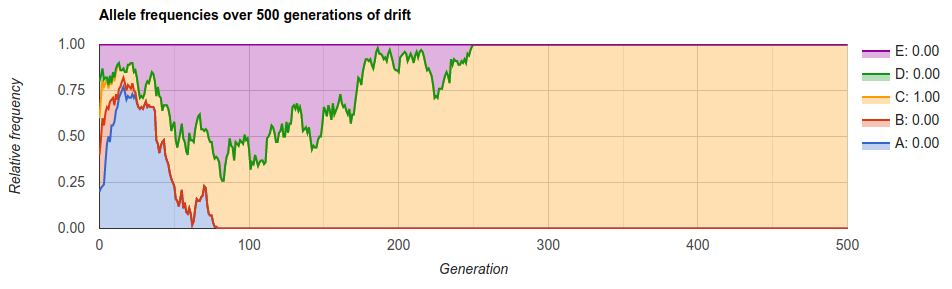 Allele frequencies over 500 generations of drift
Relative frequency
1.00
0.75
0.50
0.25
0.00
0
100
200
300
400
500
Generation
E: 0.00
D: 0.00
C: 1.00
B: 0.00
A: 0.00